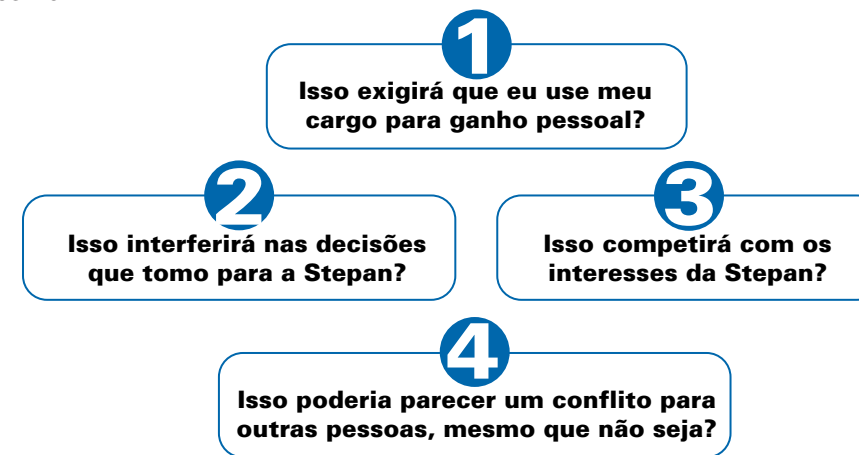 1
Isso exigirá que eu use meu
cargo para ganho pessoal?
2
Isso interferirá nas decisões
que tomo para a Stepan?
3
Isso competirá com os
interesses da Stepan?
4
Isso poderia parecer um conflito para
outras pessoas, mesmo que não seja?